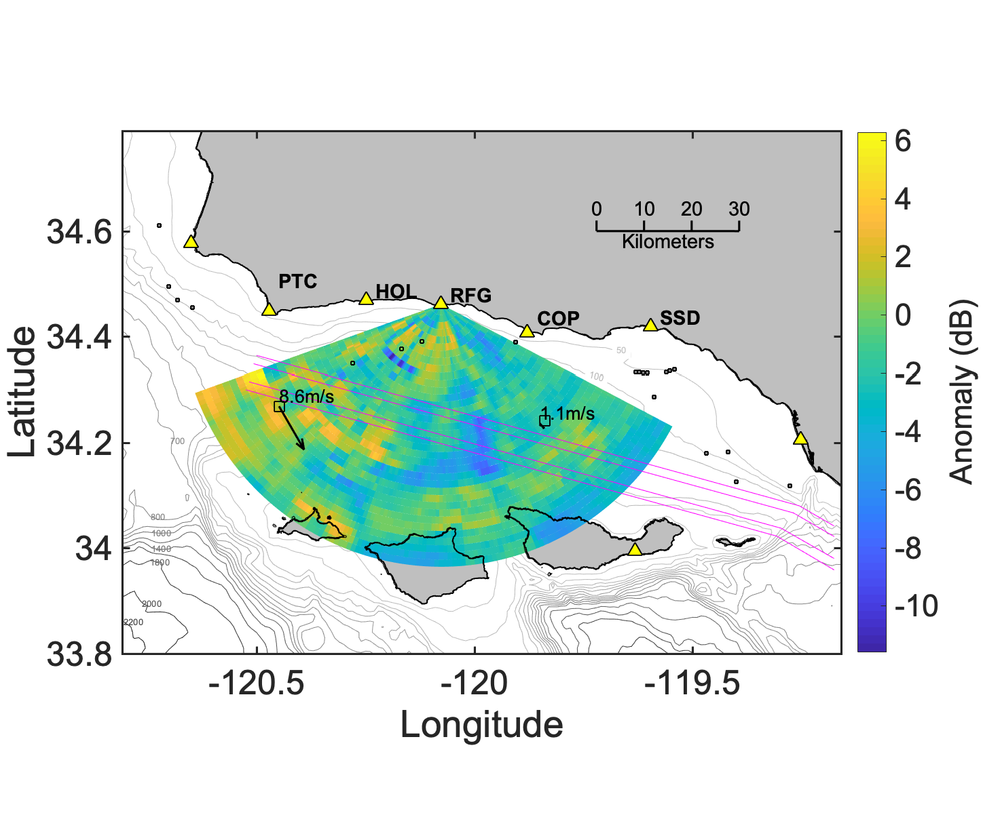 34.6
34.4
34.2
34
33.8
Latitude
-120.5
-120
-119.5
Longitude
0 10 20 30
Kilometers
PTC
HOL
RFG
COP
SSD
50
100
8.6m/s
1.1m/s
700
800
1000
1400
1800
2000
2200
6
4
2
0
-2
-4
-6
-8
-10
Anomaly (dB)